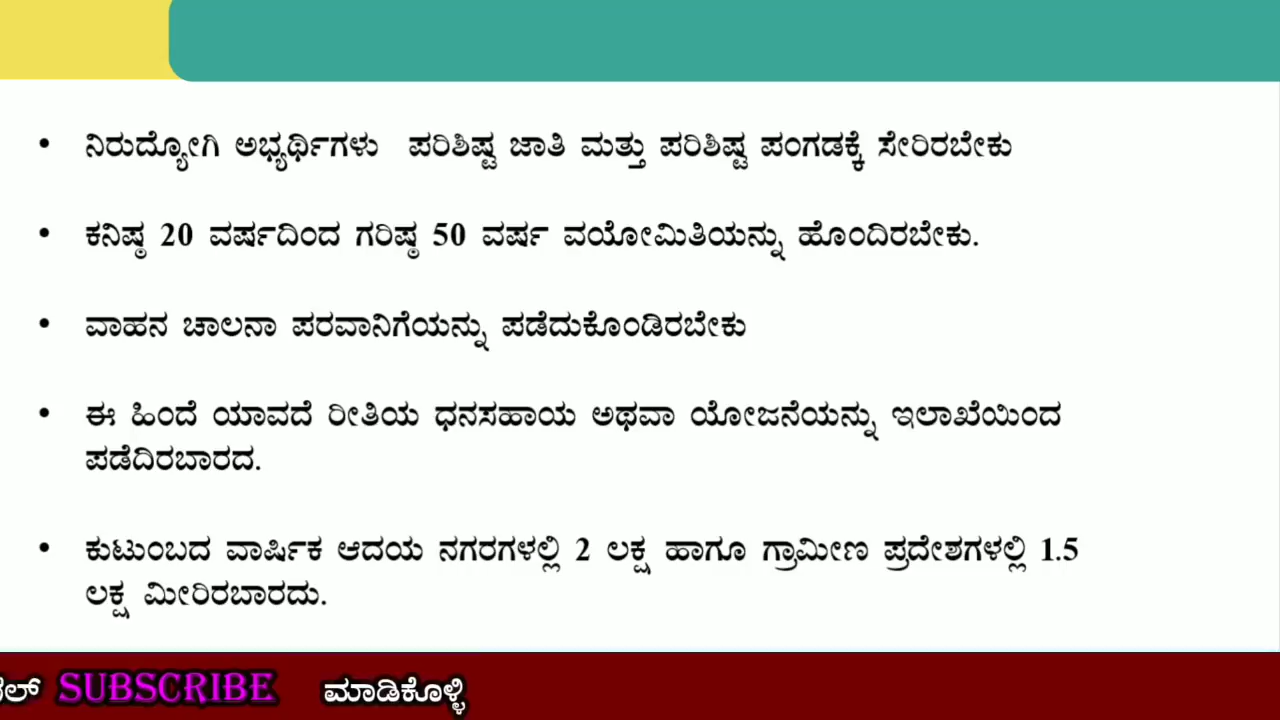 • ನಿರುದ್ಯೋಗಿ ಅಭ್ಯರ್ಥಿಗಳು ಪರಿಶಿಷ್ಟ ಜಾತಿ ಮತ್ತು ಪರಿಶಿಷ್ಟ ಪಂಗಡಕ್ಕೆ ಸೇರಿರಬೇಕು
• ಕನಿಷ್ಠ 20 ವರ್ಷದಿಂದ ಗರಿಷ್ಠ 50 ವರ್ಷ ವಯೋಮಿತಿಯನ್ನು ಹೊಂದಿರಬೇಕು.
• ವಾಹನ ಚಾಲನಾ ಪರವಾನಿಗೆಯನ್ನು ಪಡೆದುಕೊಂಡಿರಬೇಕು
• ಈ ಹಿಂದೆ ಯಾವದೆ ರೀತಿಯ ಧನಸಹಾಯ ಅಥವಾ ಯೋಜನೆಯನ್ನು ಇಲಾಖೆಯಿಂದ
ಪಡೆದಿರಬಾರದ.
• ಕುಟುಂಬದ ವಾರ್ಷಿಕ ಆದಯ ನಗರಗಳಲ್ಲಿ 2 ಲಕ್ಷ ಹಾಗೂ ಗ್ರಾಮೀಣ ಪ್ರದೇಶಗಳಲ್ಲಿ 1.5
ಲಕ್ಷ ಮೀರಿರಬಾರದು.
SUBSCRIBE ಮಾಡಿಕೊಳ್ಳಿ